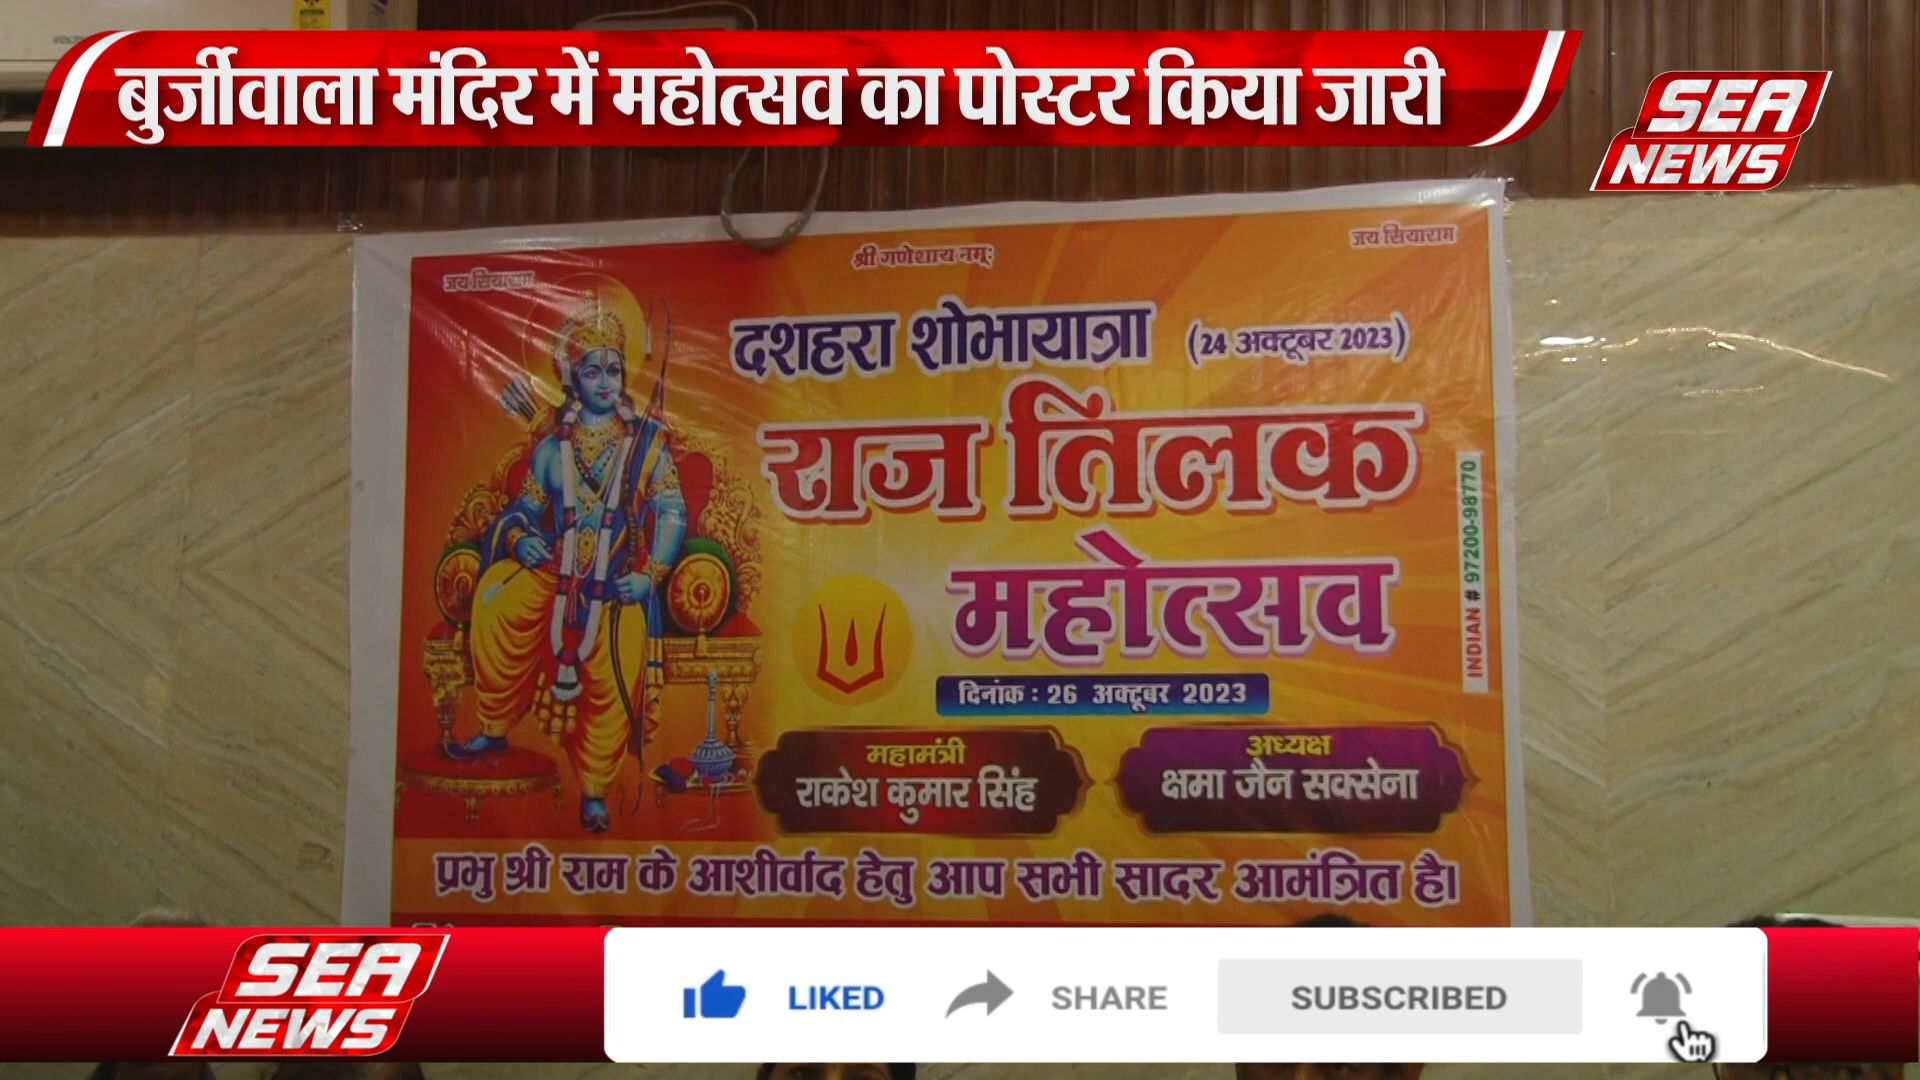 बुर्जीवाला मंदिर में महोत्सव का पोस्टर किया जारी
SEA
NEWS
जय सियाराम
श्री गणेशाय नमः
जय सियाराम
दशहरा शोभायात्रा (24 अक्टूबर 2023)
राज तिलक
महोत्सव
दिनांक : 26 अक्टूबर 2023
INDIAN # 97200-98770
महामंत्री
राकेश कुमार सिंह
अध्यक्ष
क्षमा जैन सक्सेना
प्रभु श्री राम के आशीर्वाद हेतु आप सभी सादर आमंत्रित है।
SEA
NEWS
LIKED
SHARE
SUBSCRIBED